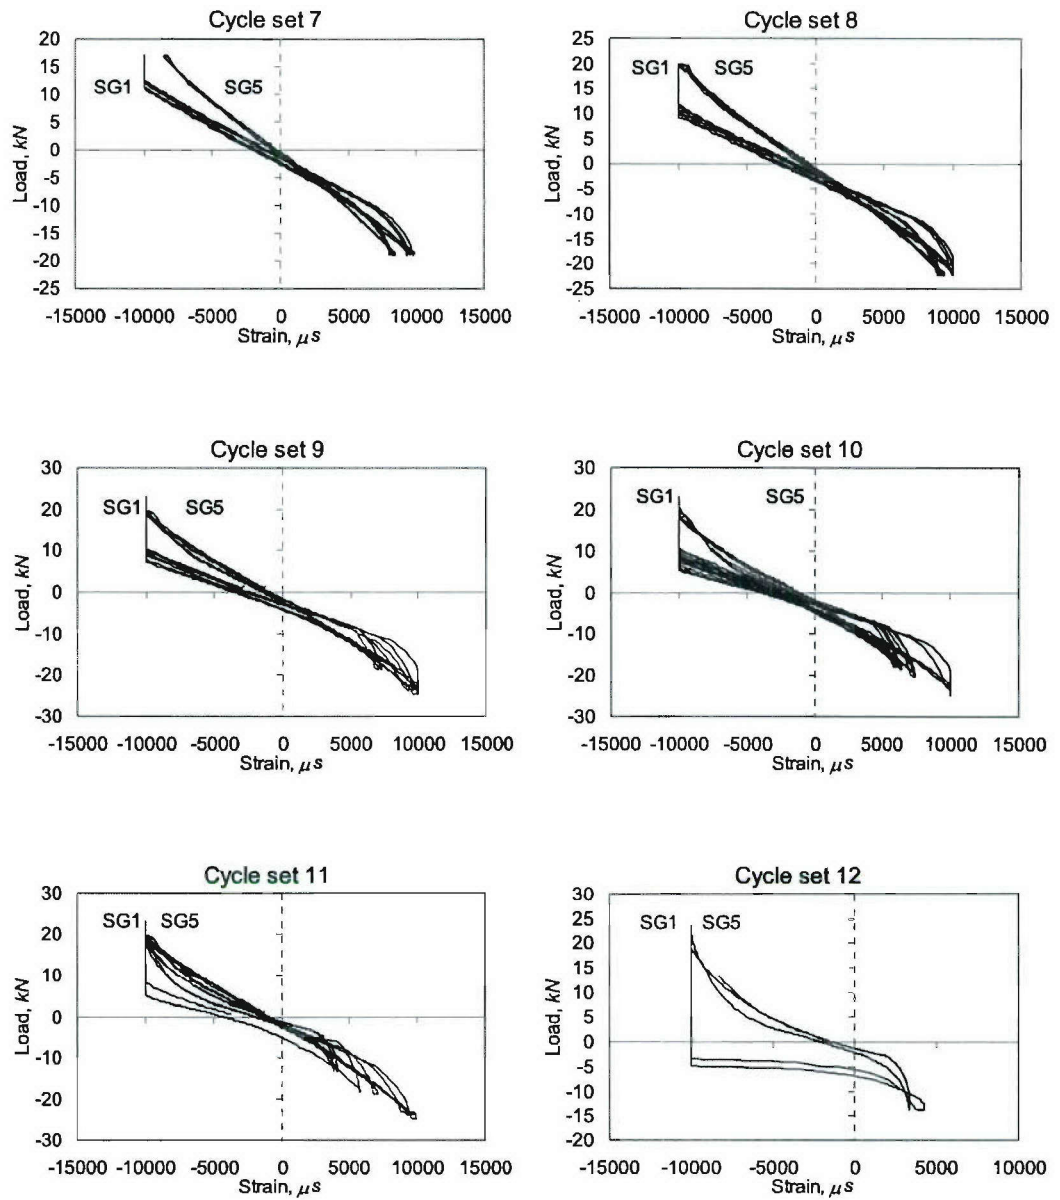 Cycle set 7
Cycle set 8
20
15
10
5
0
-5
-10
-15
-20
-25
Load, kN
SG1
SG5
-15000 -10000 -5000 0 5000 10000 15000
Strain, μs
25
20
15
10
5
0
-5
-10
-15
-20
-25
Load, kN
SG1
SG5
-15000 -10000 -5000 0 5000 10000 15000
Strain, μs
Cycle set 9
Cycle set 10
30
20
10
0
-10
-20
-30
Load, kN
SG1
SG5
-15000 -10000 -5000 0 5000 10000 15000
Strain, μs
30
20
10
0
-10
-20
-30
Load, kN
SG1
SG5
-15000 -10000 -5000 0 5000 10000 15000
Strain, μs
Cycle set 11
Cycle set 12
30
20
10
0
-10
-20
-30
Load, kN
SG1
SG5
-15000 -10000 -5000 0 5000 10000 15000
Strain, μs
30
25
20
15
10
5
0
-5
-10
-15
-20
Load, kN
SG1
SG5
-15000 -10000 -5000 0 5000 10000
Strain, μs